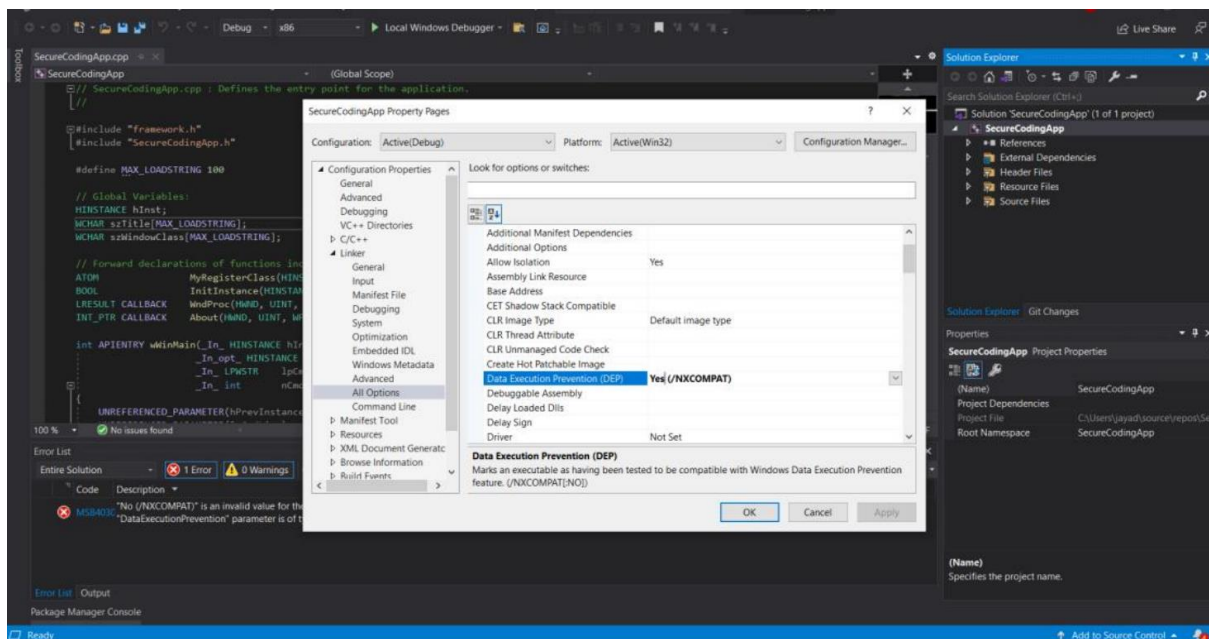 Debug x86 Local Windows Debugger Live Share
Toolbox
SecureCodingApp.cpp
SecureCodingApp (Global Scope)
// SecureCodingApp.cpp : Defines the entry point for the application.
//
#include "framework.h"
#include "SecureCodingApp.h"
#define MAX_LOADSTRING 100
// Global Variables:
HINSTANCE hInst;
WCHAR szTitle[MAX_LOADSTRING];
WCHAR szWindowClass[MAX_LOADSTRING];
// Forward declarations of functions inc
ATOM MyRegisterClass(HINS
BOOL InitInstance(HINSTAN
LRESULT CALLBACK WndProc(HWND, UINT,
INT_PTR CALLBACK About(HWND, UINT, WP
int APIENTRY wWinMain(_In_ HINSTANCE hIn
_In_opt_ HINSTANCE
_In_ LPWSTR lpCm
_In_ int nCmd
{
UNREFERENCED_PARAMETER(hPrevInstance
100 % No issues found
Error List
Entire Solution 1 Error 0 Warnings
Code Description
"No (/NXCOMPAT)" is an invalid value for the
"DataExecutionPrevention" parameter is of t
Error List Output
Package Manager Console
Ready
SecureCodingApp Property Pages ? ×
Configuration: Active(Debug) Platform: Active(Win32) Configuration Manager...
Configuration Properties
General
Advanced
Debugging
VC++ Directories
C/C++
Linker
General
Input
Manifest File
Debugging
System
Optimization
Embedded IDL
Windows Metadata
Advanced
All Options
Command Line
Manifest Tool
Resources
XML Document Generatc
Browse Information
Build Events
Look for options or switches:
Additional Manifest Dependencies
Additional Options
Allow Isolation Yes
Assembly Link Resource
Base Address
CET Shadow Stack Compatible
CLR Image Type Default image type
CLR Thread Attribute
CLR Unmanaged Code Check
Create Hot Patchable Image
Data Execution Prevention (DEP) Yes (/NXCOMPAT)
Debuggable Assembly
Delay Loaded Dlls
Delay Sign
Driver Not Set
Data Execution Prevention (DEP)
Marks an executable as having been tested to be compatible with Windows Data Execution Prevention
feature. (/NXCOMPAT[:NO])
OK Cancel Apply
Solution Explorer
Search Solution Explorer (Ctrl+;)
Solution 'SecureCodingApp' (1 of 1 project)
SecureCodingApp
References
External Dependencies
Header Files
Resource Files
Source Files
Solution Explorer Git Changes
Properties
SecureCodingApp Project Properties
(Name) SecureCodingApp
Project Dependencies
Project File C:\Users\jayad\source\repos\Se
Root Namespace SecureCodingApp
(Name)
Specifies the project name.
Add to Source Control